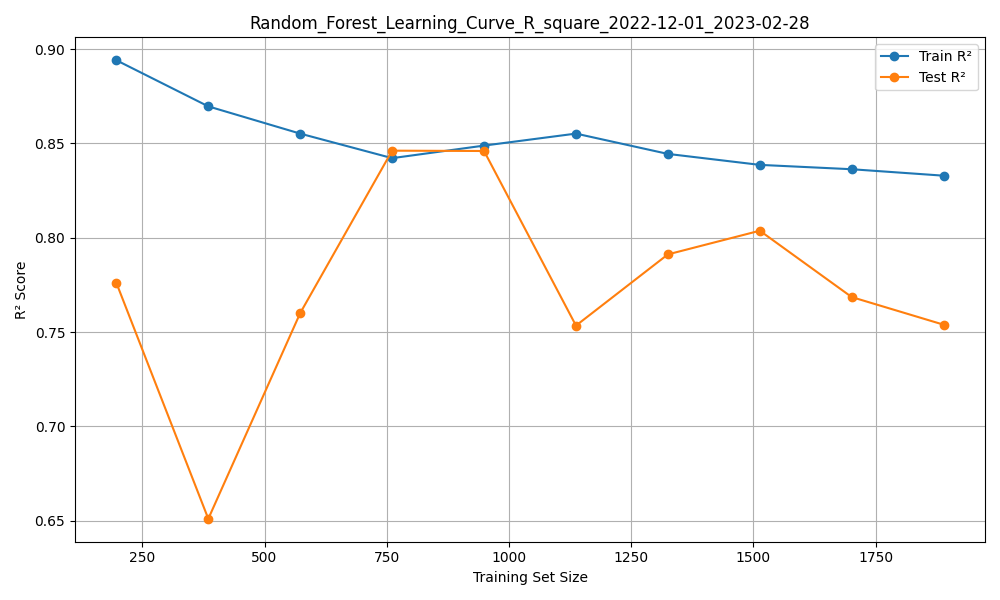 Random_Forest_Learning_Curve_R_square_2022-12-01_2023-02-28
Train R²
Test R²
R² Score
0.90
0.85
0.80
0.75
0.70
0.65
250
500
750
1000
1250
1500
1750
Training Set Size